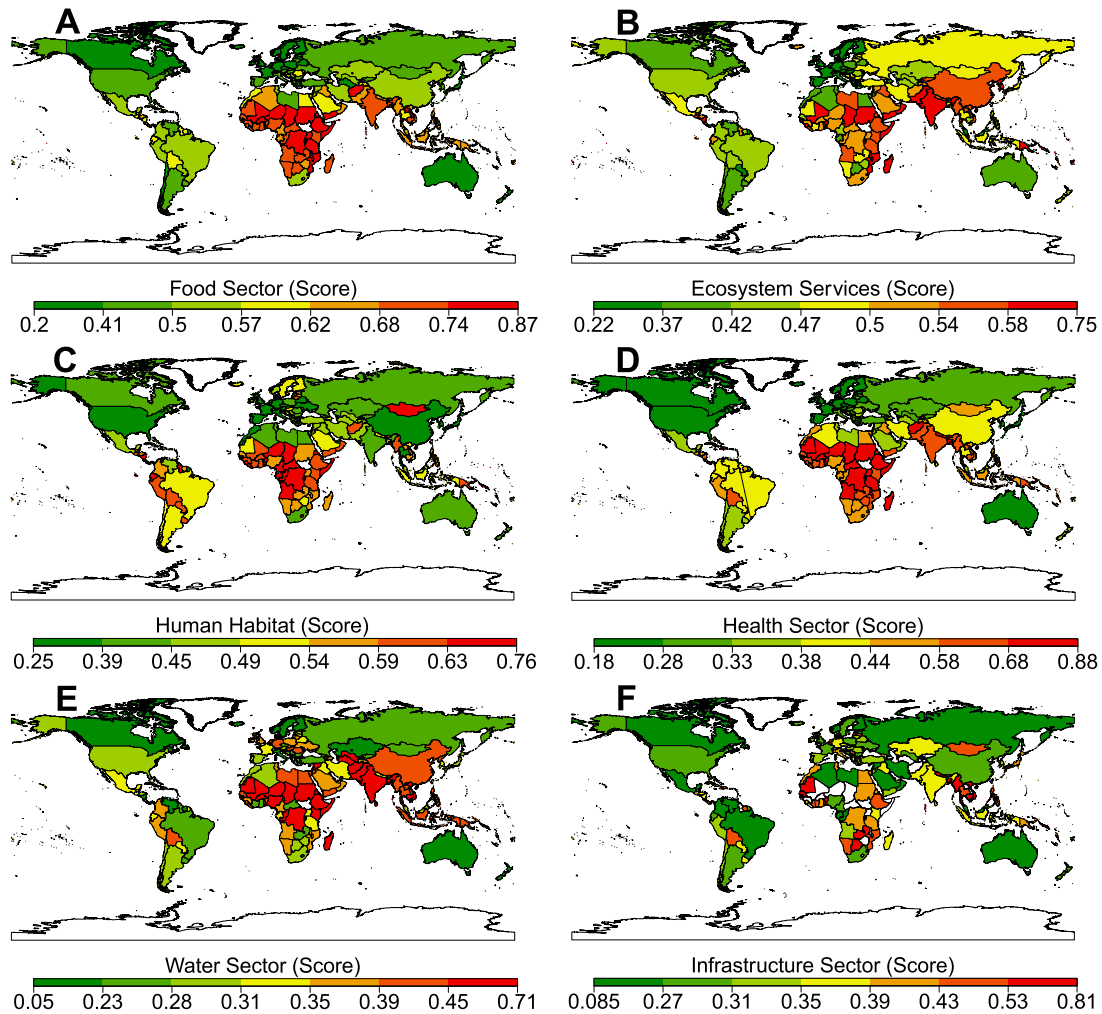 A B
Food Sector (Score) Ecosystem Services (Score)
0.2 0.41 0.5 0.57 0.62 0.68 0.74 0.87 0.22 0.37 0.42 0.47 0.5 0.54 0.58 0.75
C D
Human Habitat (Score) Health Sector (Score)
0.25 0.39 0.45 0.49 0.54 0.59 0.63 0.76 0.18 0.28 0.33 0.38 0.44 0.58 0.68 0.88
E F
Water Sector (Score) Infrastructure Sector (Score)
0.05 0.23 0.28 0.31 0.35 0.39 0.45 0.71 0.085 0.27 0.31 0.35 0.39 0.43 0.53 0.81